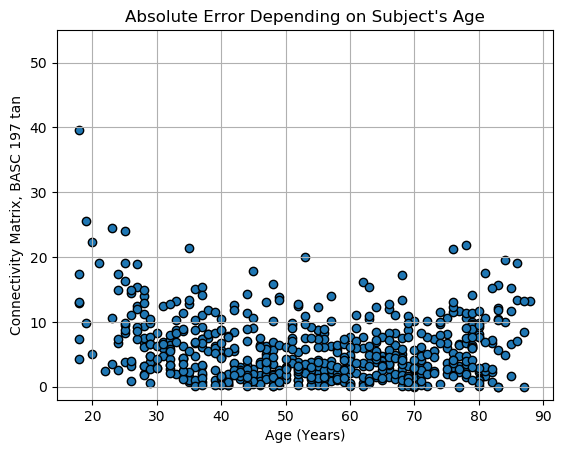 Absolute Error Depending on Subject's Age
Connectivity Matrix, BASC 197 tan
50
40
30
20
10
0
20 30 40 50 60 70 80 90
Age (Years)